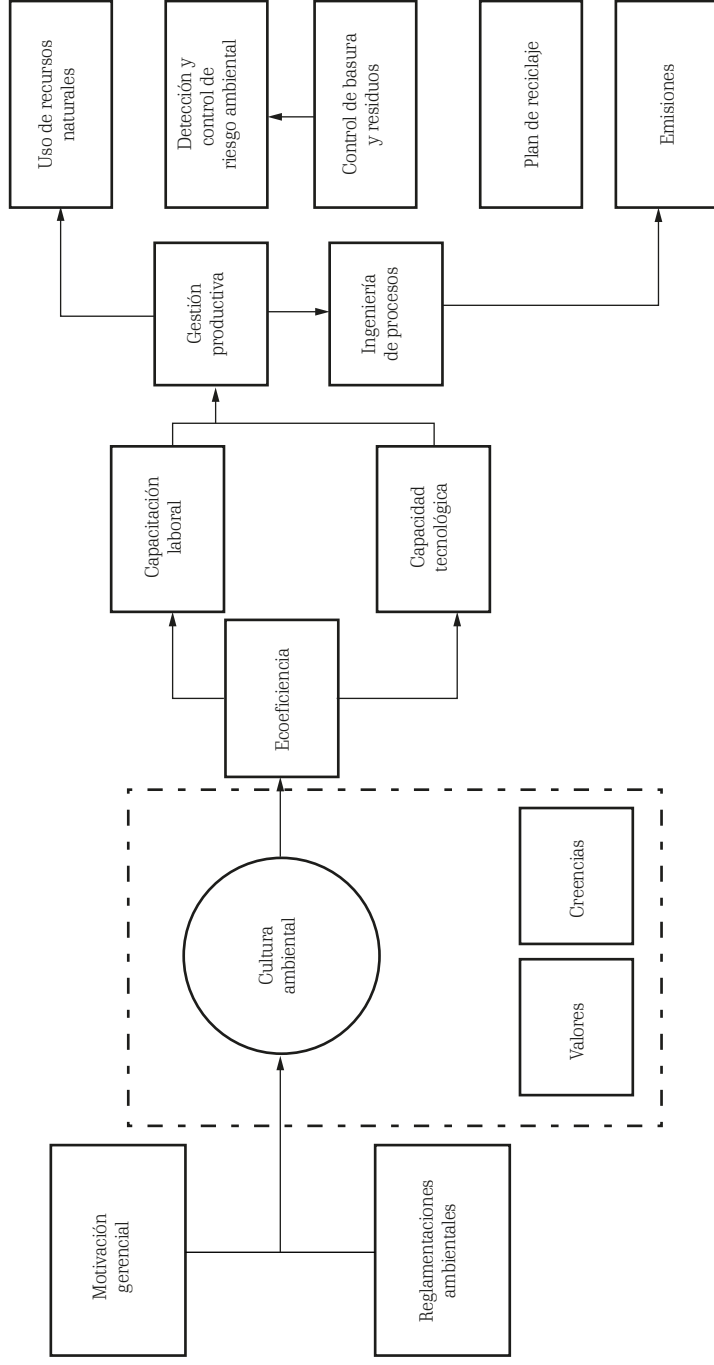 Motivación
gerencial
Reglamentaciones
ambientales
Cultura
ambiental
Valores
Creencias
Ecoeficiencia
Capacitación
laboral
Capacidad
tecnológica
Gestión
productiva
Ingeniería
de procesos
Uso de recursos
naturales
Detección y
control de
riesgo ambiental
Control de basura
y residuos
Plan de reciclaje
Emisiones